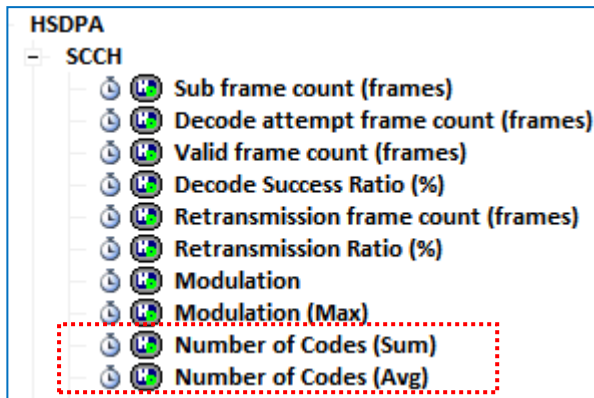 HSDPA
SCCH
Sub frame count (frames)
Decode attempt frame count (frames)
Valid frame count (frames)
Decode Success Ratio (%)
Retransmission frame count (frames)
Retransmission Ratio (%)
Modulation
Modulation (Max)
Number of Codes (Sum)
Number of Codes (Avg)